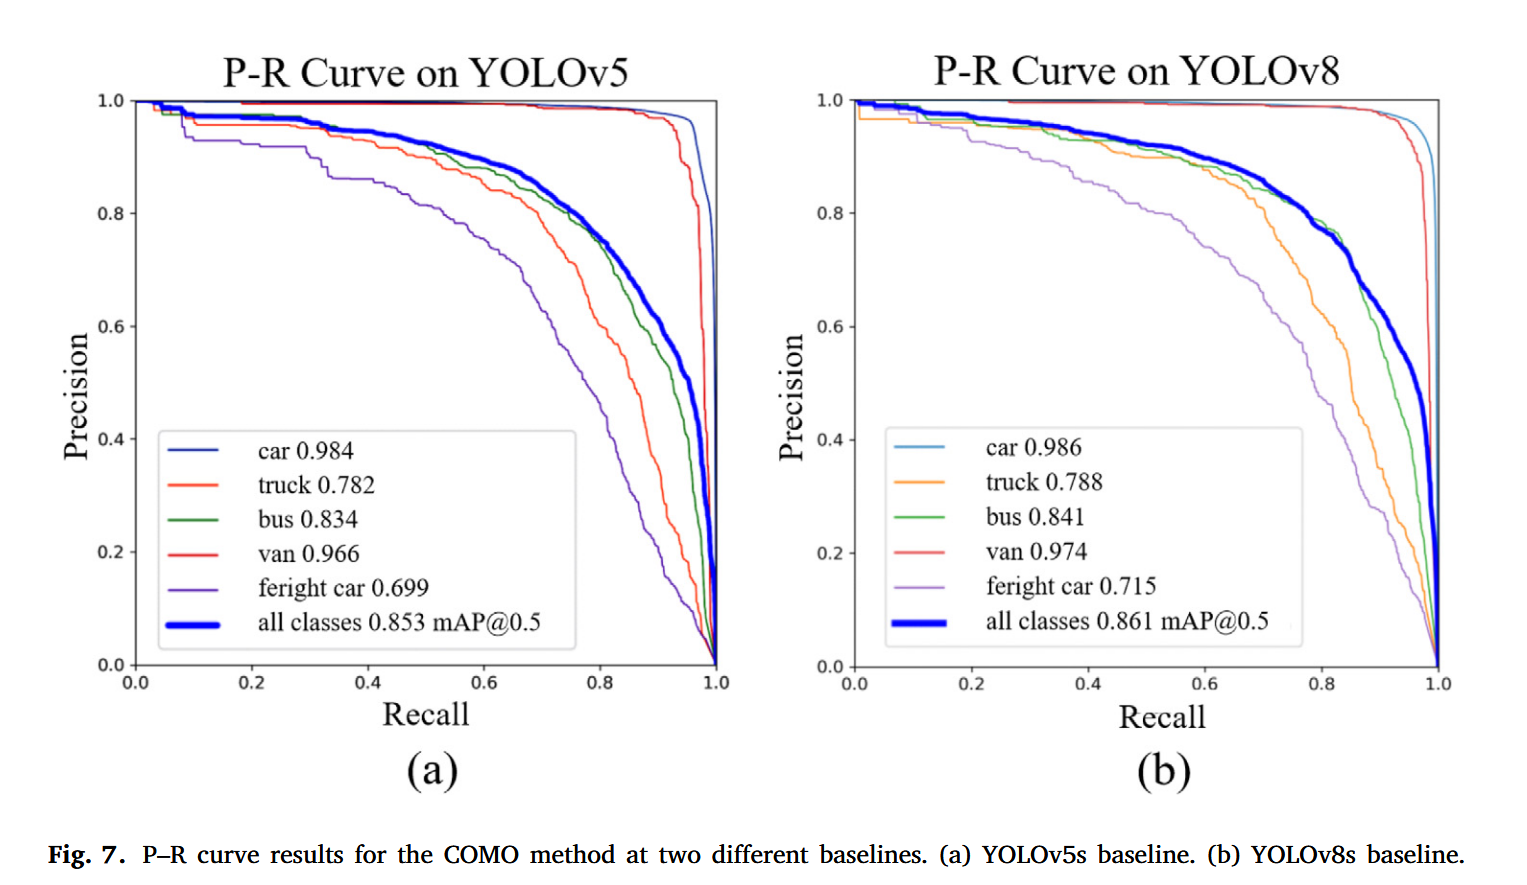 P-R Curve on YOLOv5
1.0
0.8
0.6
0.4
0.2
0.0
Precision
car 0.984
truck 0.782
bus 0.834
van 0.966
feright car 0.699
all classes 0.853 mAP@0.5
0.0 0.2 0.4 0.6 0.8 1.0
Recall
(a)
P-R Curve on YOLOv8
1.0
0.8
0.6
0.4
0.2
0.0
Precision
car 0.986
truck 0.788
bus 0.841
van 0.974
feright car 0.715
all classes 0.861 mAP@0.5
0.0 0.2 0.4 0.6 0.8 1.0
Recall
(b)
Fig. 7. P–R curve results for the COMO method at two different baselines. (a) YOLOv5s baseline. (b) YOLOv8s baseline.